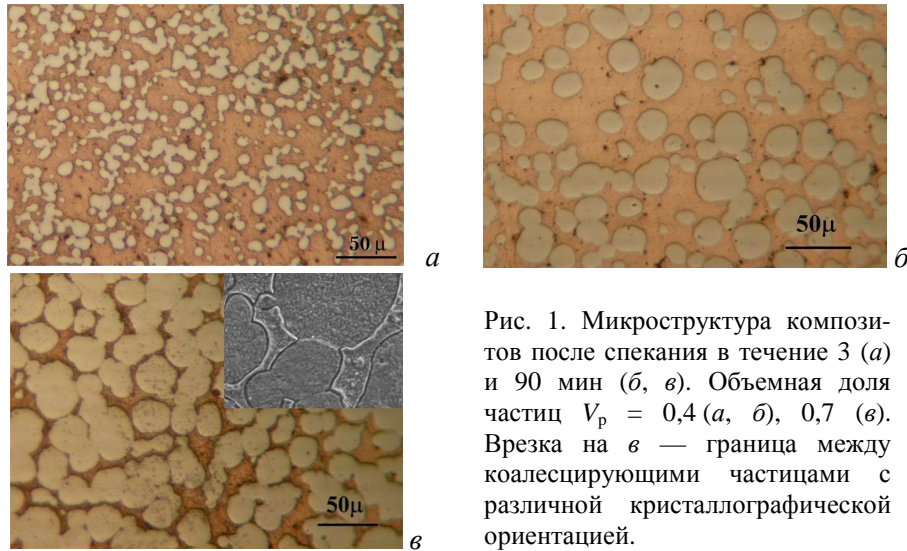 50 μ
а
50μ
б
50μ
в
Рис. 1. Микроструктура компози-
тов после спекания в течение 3 (а)
и 90 мин (б, в). Объемная доля
частиц Vр = 0,4 (а, б), 0,7 (в).
Врезка на в — граница между
коалесцирующими частицами с
различной кристаллографической
ориентацией.